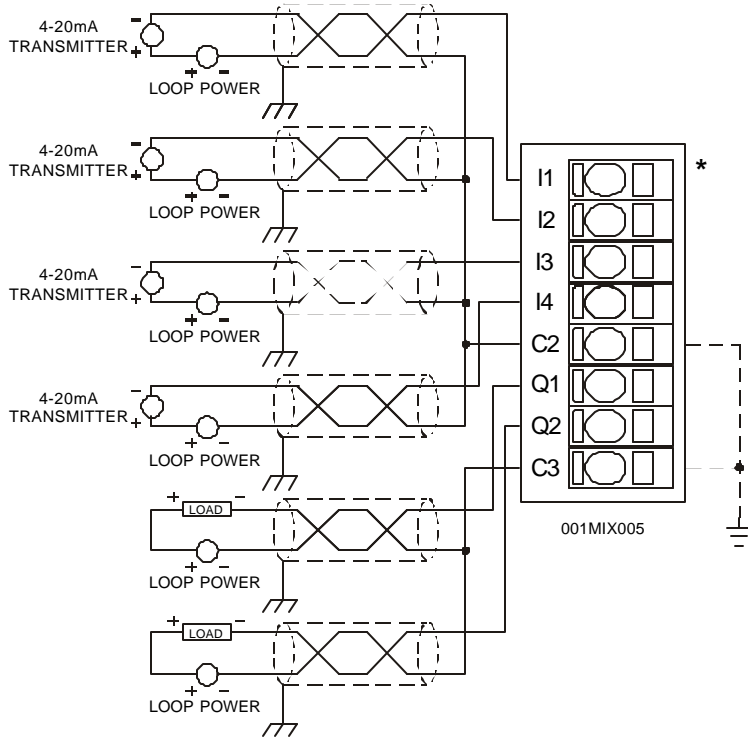 4-20mA
TRANSMITTER
-
+
+ -
LOOP POWER
4-20mA
TRANSMITTER
-
+
+ -
LOOP POWER
4-20mA
TRANSMITTER
-
+
+ -
LOOP POWER
4-20mA
TRANSMITTER
-
+
+ -
LOOP POWER
+ LOAD -
+ -
LOOP POWER
+ LOAD -
+ -
LOOP POWER
*
I1
I2
I3
I4
C2
Q1
Q2
C3
001MIX005